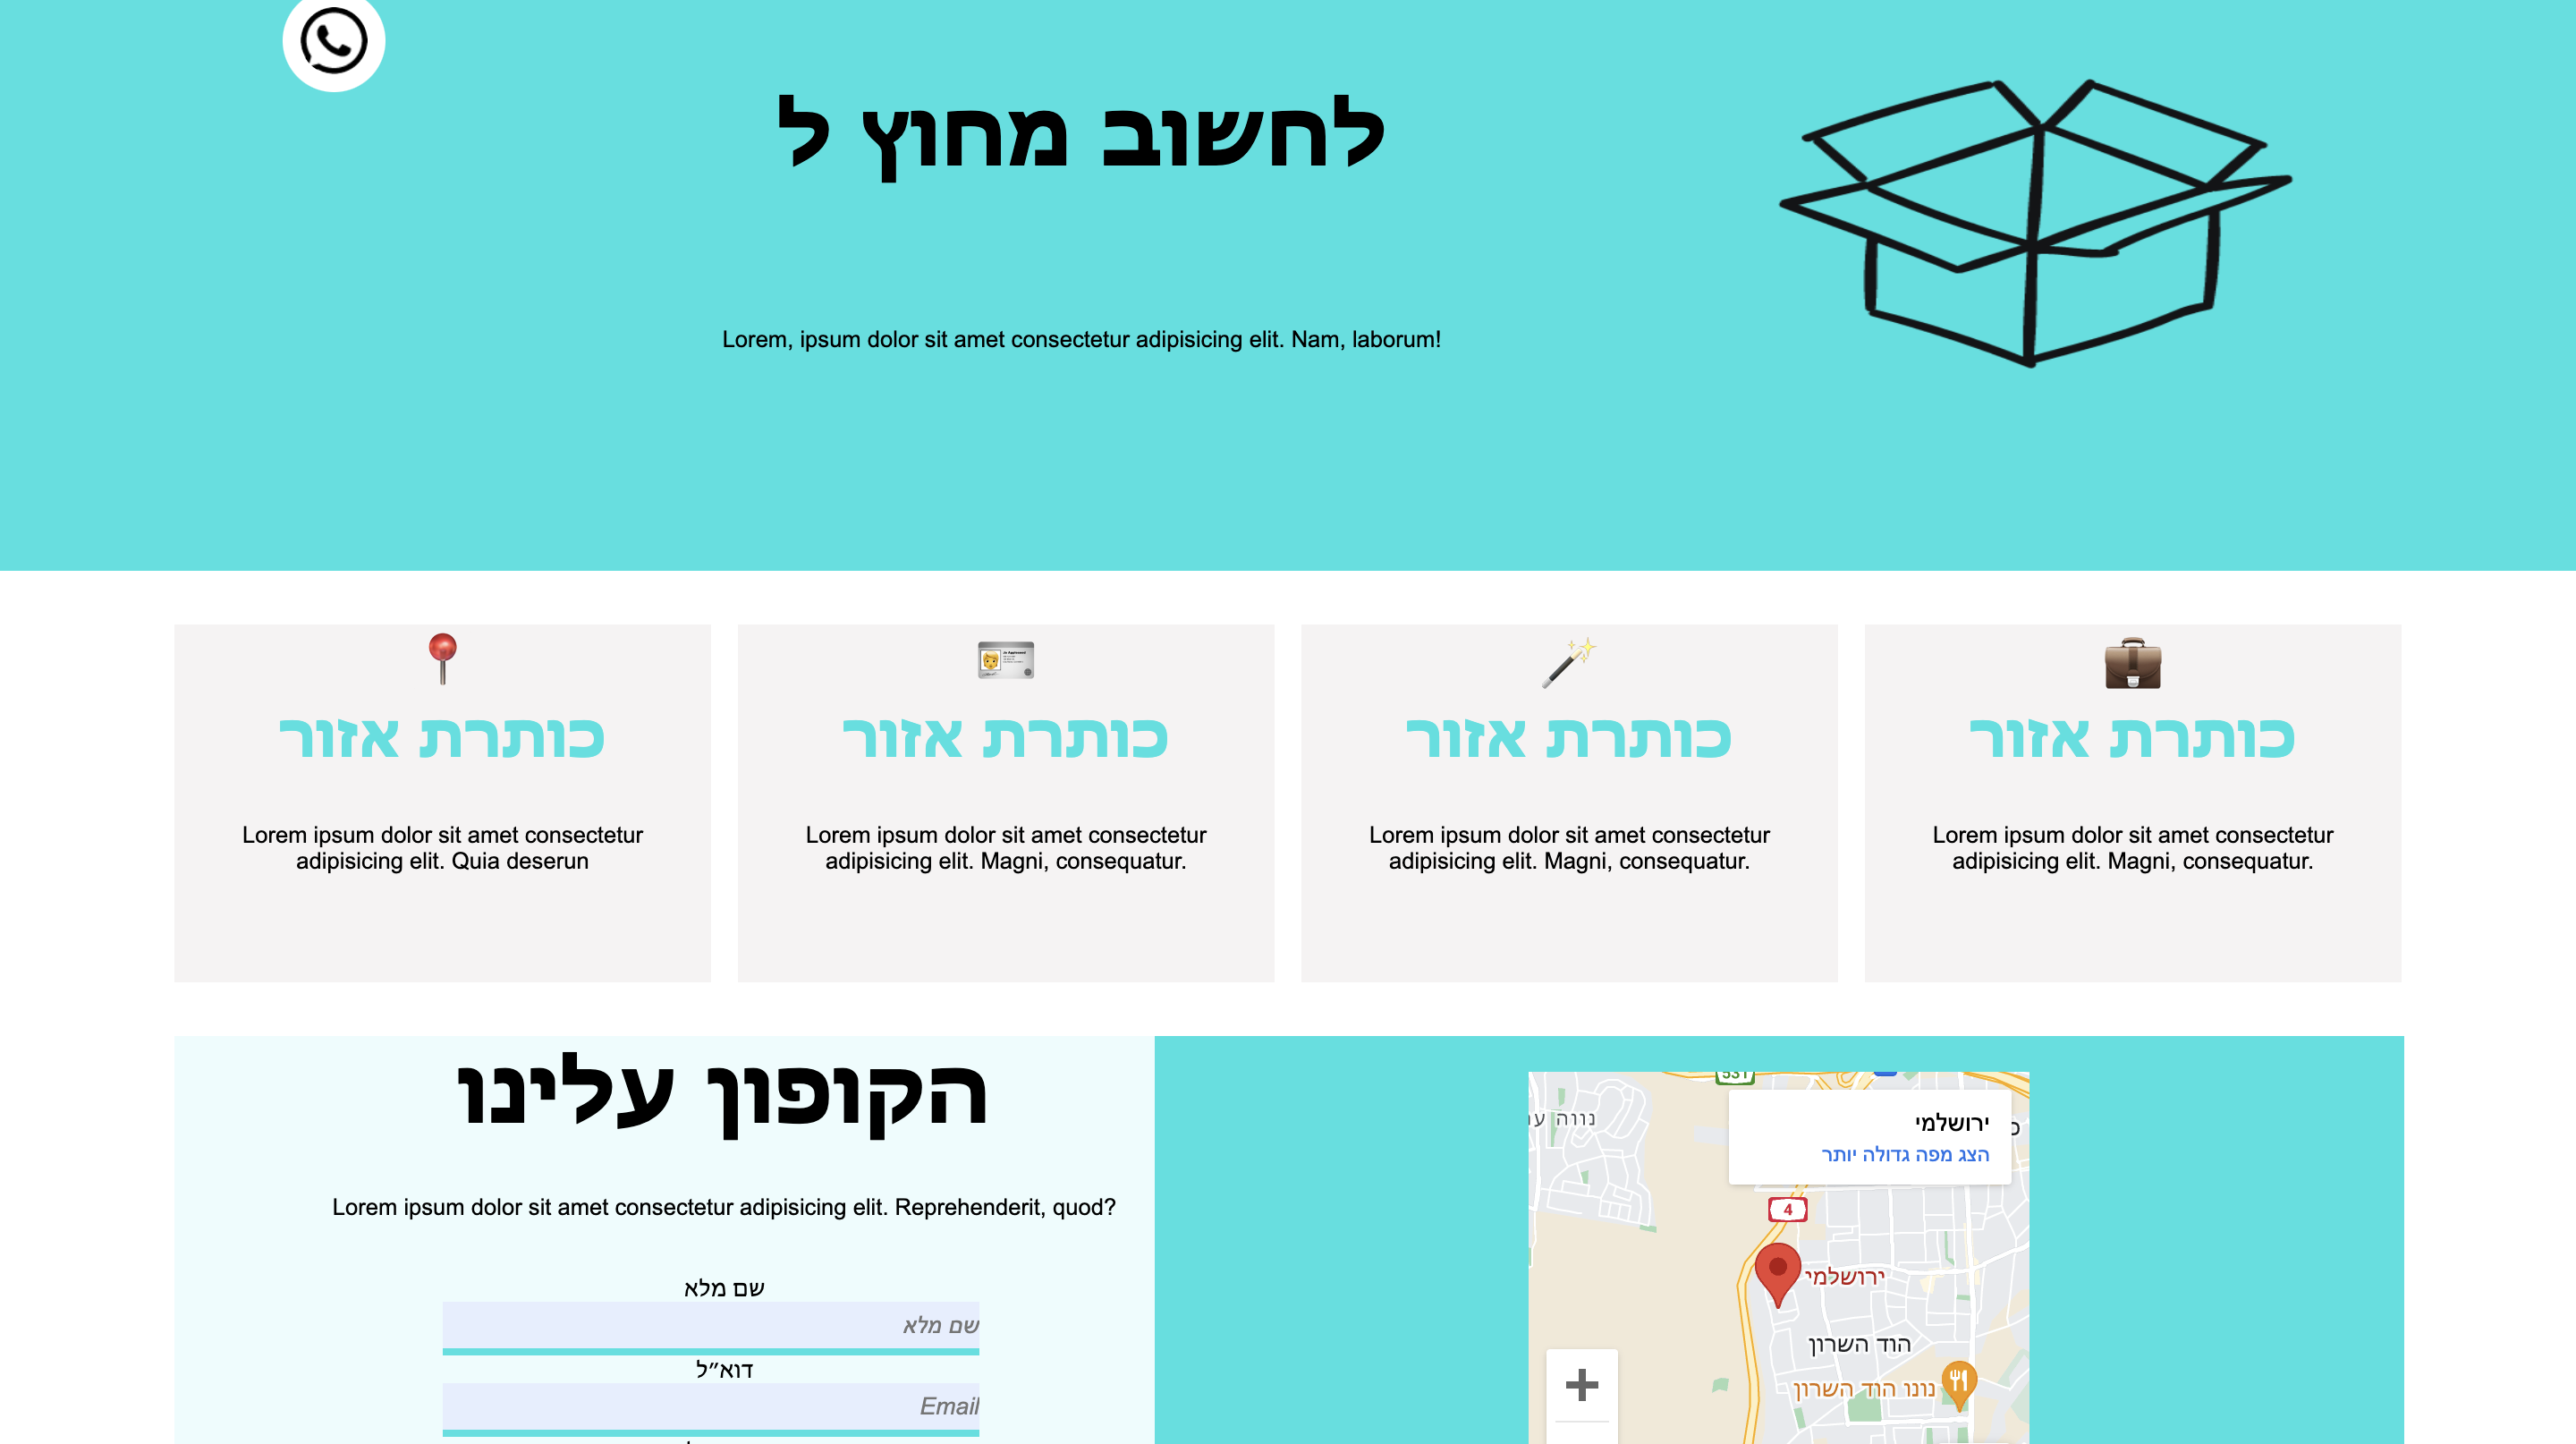 לחשוב מחוץ ל
Lorem, ipsum dolor sit amet consectetur adipisicing elit. Nam, laborum!
כותרת אזור
Lorem ipsum dolor sit amet consectetur
adipisicing elit. Magni, consequatur.
כותרת אזור
Lorem ipsum dolor sit amet consectetur
adipisicing elit. Magni, consequatur.
כותרת אזור
Lorem ipsum dolor sit amet consectetur
adipisicing elit. Magni, consequatur.
כותרת אזור
Lorem ipsum dolor sit amet consectetur
adipisicing elit. Quia deserun
531
ירושלמי
הצג מפה גדולה יותר
כ
נווה
4
ירושלמי
הוד השרון
נונו הוד השרון
הקופון עלינו
Lorem ipsum dolor sit amet consectetur adipisicing elit. Reprehenderit, quod?
שם מלא
שם מלא
דוא״ל
Email